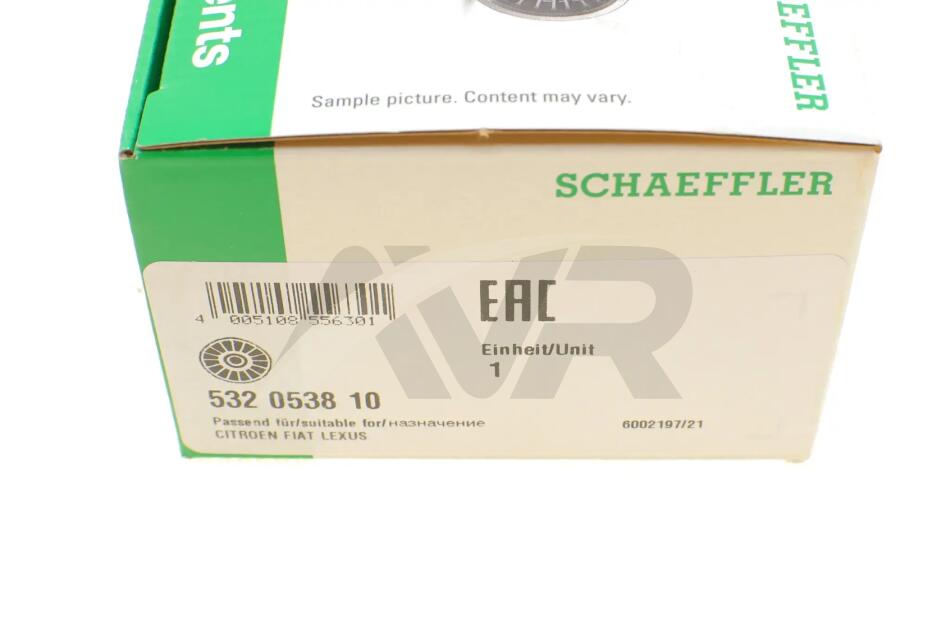 ents
EFFLER
Sample picture. Content may vary.
SCHAEFFLER
EAC
4 005108 556301
Einheit/Unit
1
532 0538 10
Passend für/suitable for/назначение
CITROEN FIAT LEXUS
6002197/21
VR